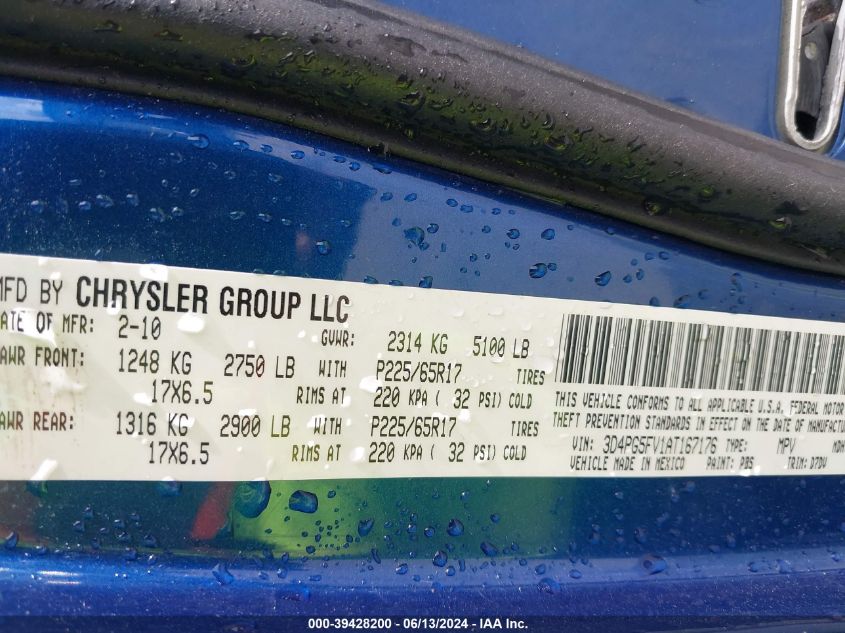 MFD BY CHRYSLER GROUP LLC
DATE OF MFR: 2-10 GVWR: 2314 KG 5100 LB
AWR FRONT: 1248 KG 2750 LB WITH P225/65R17 TIRES
17X6.5 RIMS AT 220 KPA ( 32 PSI) COLD
AWR REAR: 1316 KG 2900 LB WITH P225/65R17 TIRES
17X6.5 RIMS AT 220 KPA ( 32 PSI) COLD
THIS VEHICLE CONFORMS TO ALL APPLICABLE U.S.A. FEDERAL MOTOR
THEFT PREVENTION STANDARDS IN EFFECT ON THE DATE OF MANUFAC
VIN: 3D4PG5FV1AT167176 TYPE: MPV
VEHICLE MADE IN MEXICO PAINT: PBS TRIM: D7DV
000-39428200 - 06/13/2024 - IAA Inc.